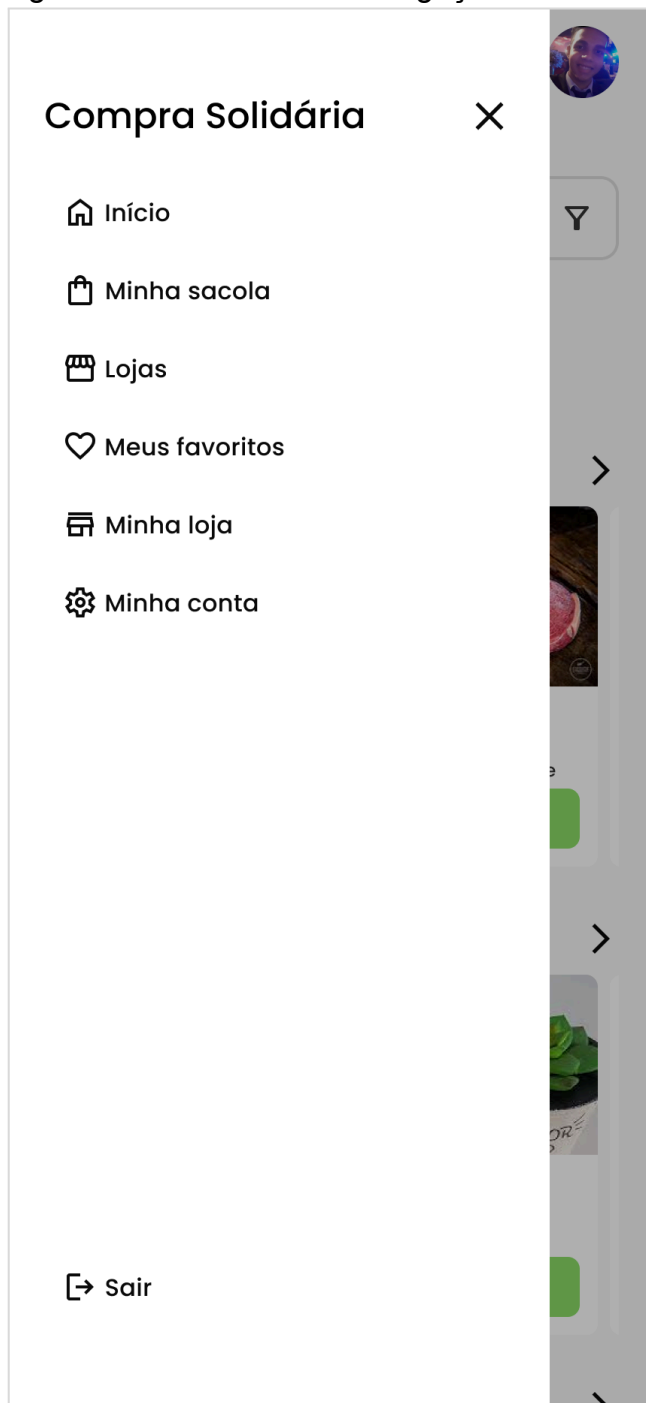 Compra Solidária
Início
Minha sacola
Lojas
Meus favoritos
Minha loja
Minha conta
Sair